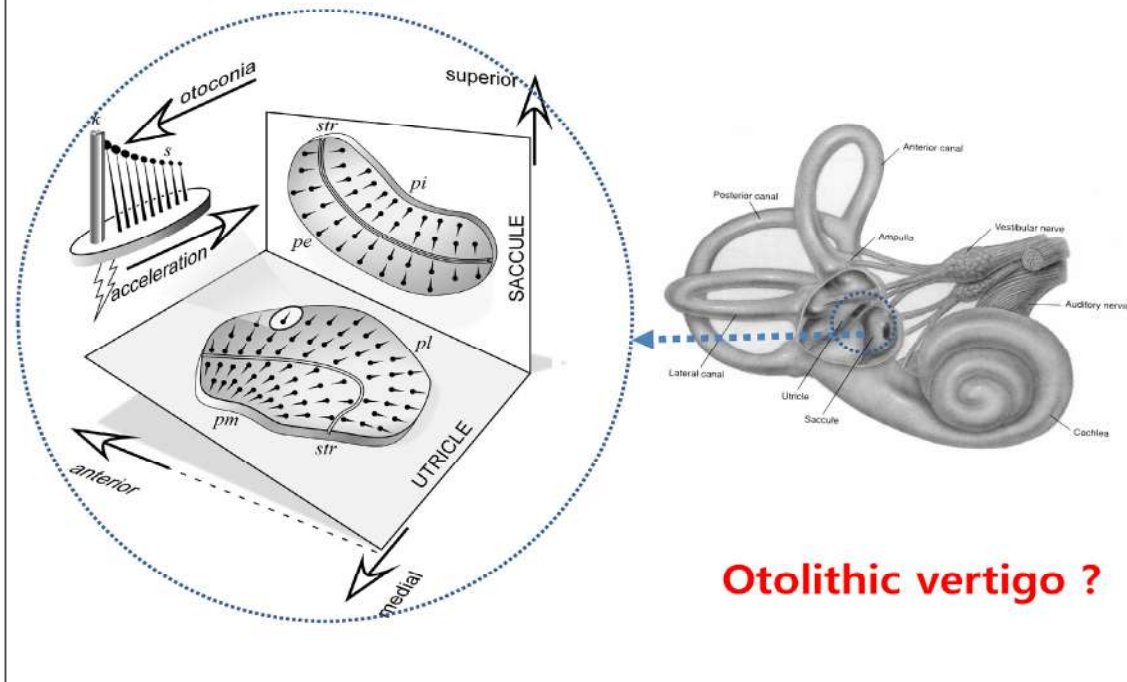 otoconia
k
s
acceleration
superior
str
pi
pe
SACCULE
pl
pm
str
UTRICLE
anterior
medial
Anterior canal
Posterior canal
Ampulla
Vestibular nerve
Auditory nerve
Lateral canal
Utricle
Saccule
Cochlea
Otolithic vertigo ?